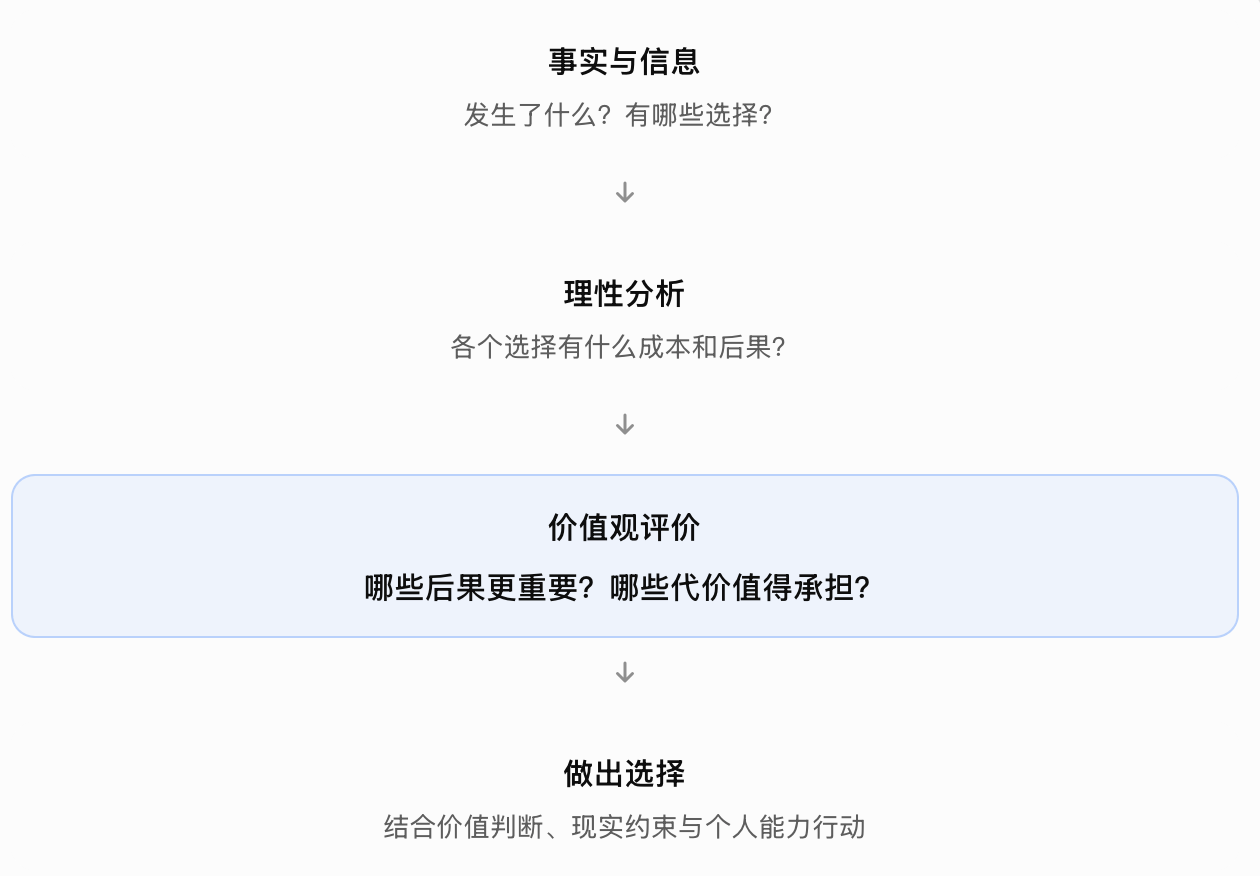 事实与信息
发生了什么？有哪些选择？
理性分析
各个选择有什么成本和后果？
价值观评价
哪些后果更重要？哪些代价值得承担？
做出选择
结合价值判断、现实约束与个人能力行动